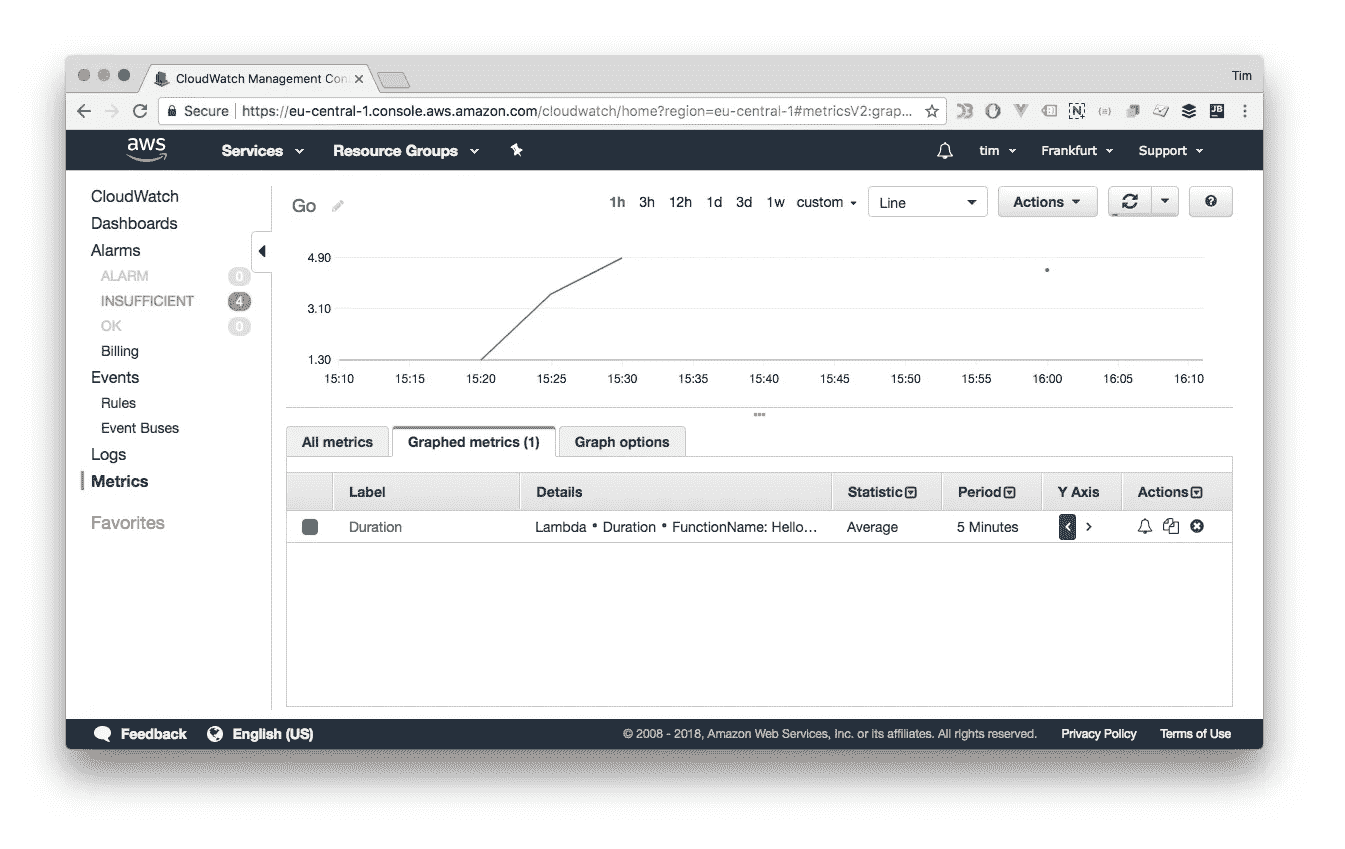 CloudWatch Management Con
Tim
Secure
https://eu-central-1.console.aws.amazon.com/cloudwatch/home?region=eu-central-1#metricsV2:grap...
aws
Services
Resource Groups
tim
Frankfurt
Support
CloudWatch
Dashboards
Alarms
ALARM 0
INSUFFICIENT 4
OK 0
Billing
Events
Rules
Event Buses
Logs
Metrics
Favorites
Go
1h 3h 12h 1d 3d 1w custom
Line
Actions
4.90
3.10
1.30
15:10 15:15 15:20 15:25 15:30 15:35 15:40 15:45 15:50 15:55 16:00 16:05 16:10
All metrics
Graphed metrics (1)
Graph options
Label Details Statistic Period Y Axis Actions
Duration Lambda • Duration • FunctionName: Hello... Average 5 Minutes
Feedback
English (US)
© 2008 - 2018, Amazon Web Services, Inc. or its affiliates. All rights reserved.
Privacy Policy
Terms of Use